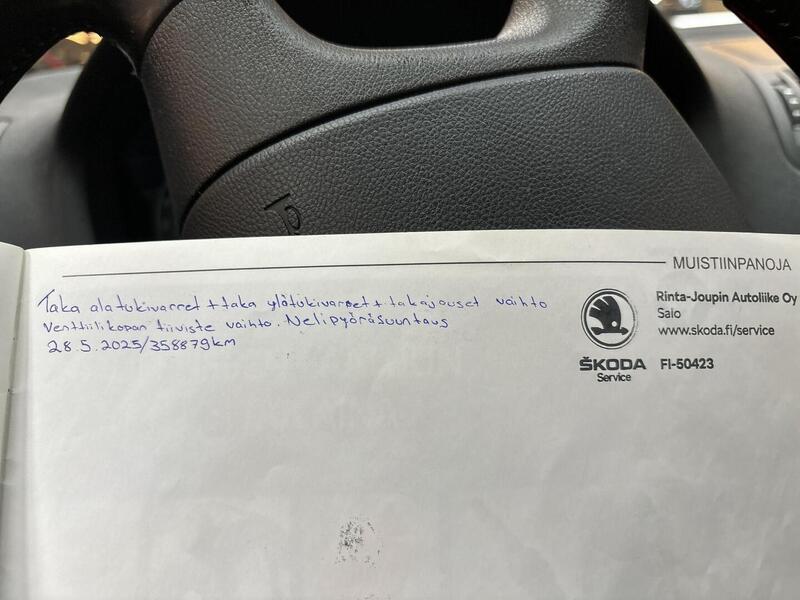 MUISTIINPANOJA
Taka alatukivarret + taka ylätukivarret + takajouset vaihto
Venttiilikopan tiiviste vaihto. Nelipyöräsuuntaus
28.5.2025/358879km
Rinta-Joupin Autoliike Oy
Salo
www.skoda.fi/service
ŠKODA
Service
FI-50423